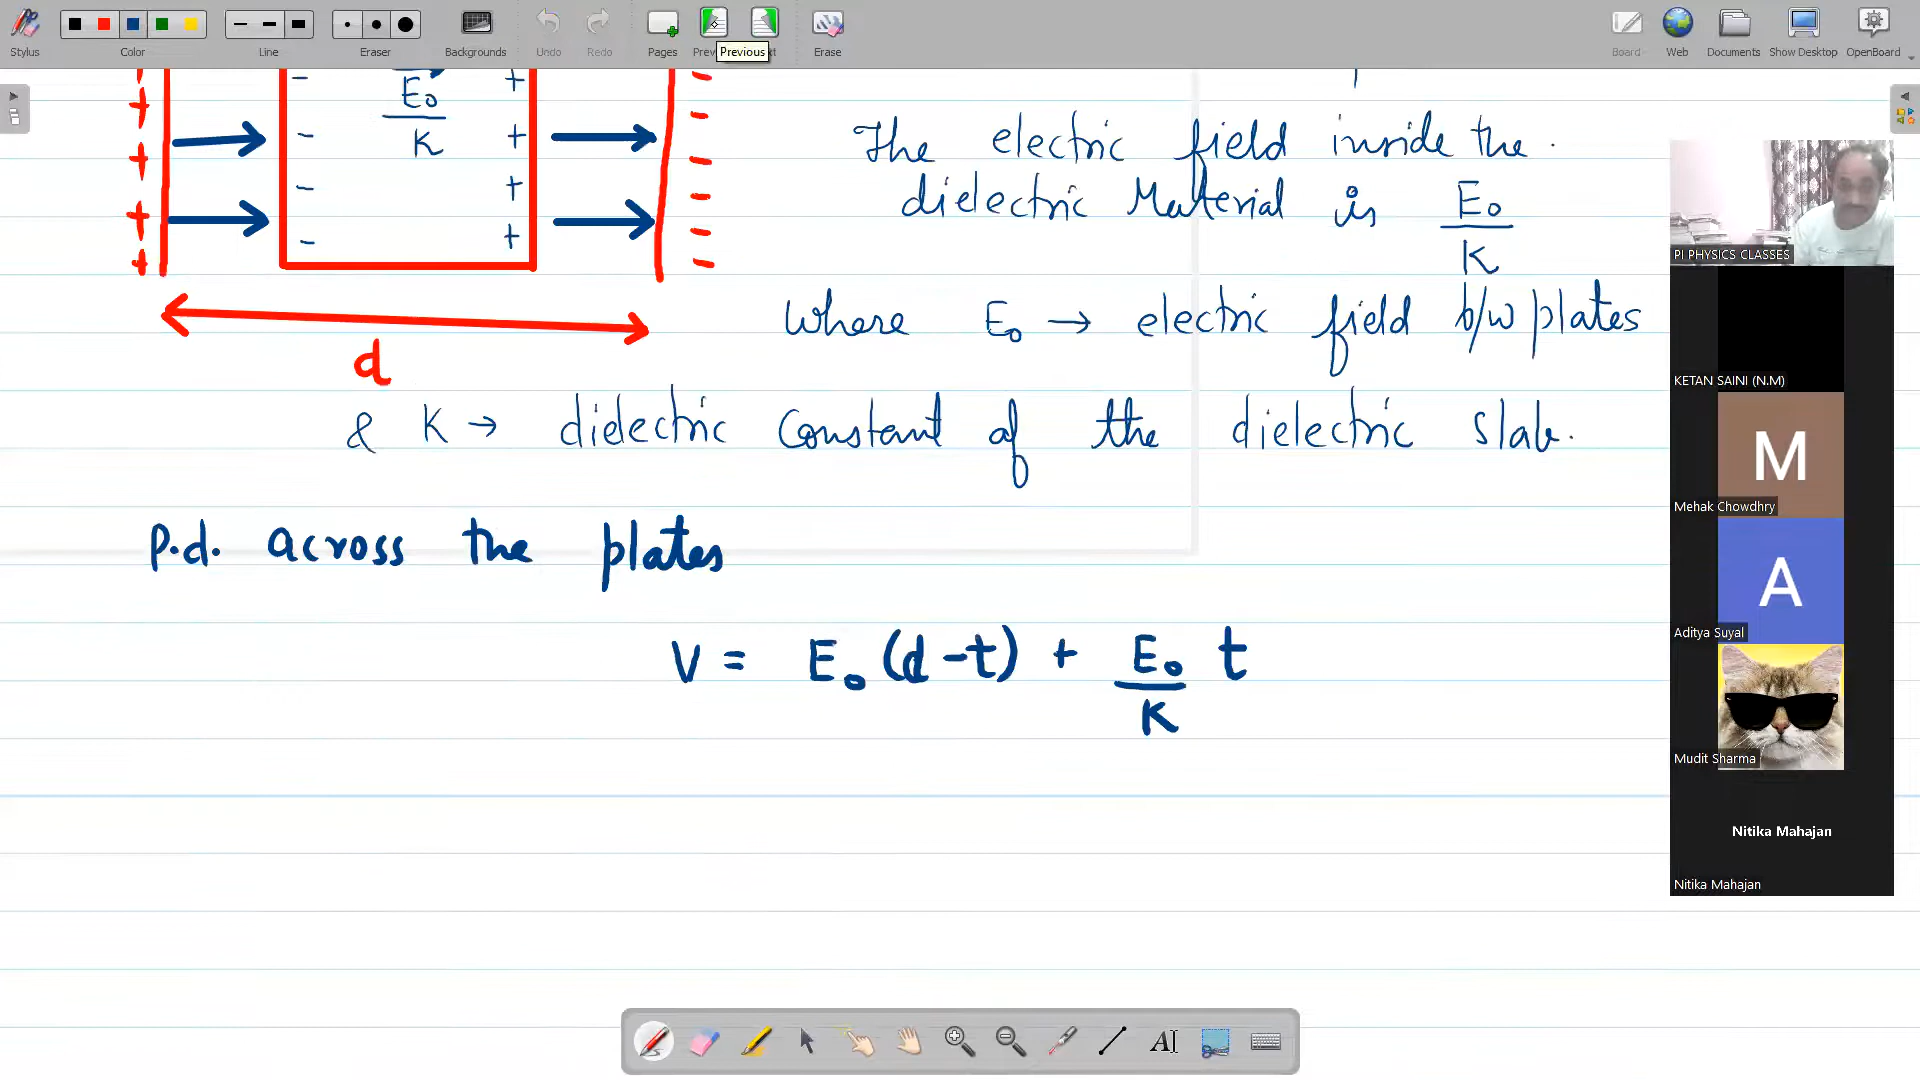 Stylus
Color
Line
Eraser
Backgrounds
Undo
Redo
Pages
Previous
Erase
Board
Web
Documents
Show Desktop
OpenBoard
+ - E₀/K + -
The electric field inside the
dielectric Material is E₀/K
where E₀ → electric field b/w plates
d
& K → dielectric constant of the dielectric slab.
P.d. across the plates
V = E₀ (d-t) + E₀/K t
PI PHYSICS CLASSES
KETAN SAINI (N.M)
M
Mehak Chowdhry
A
Aditya Suyal
Mudit Sharma
Nitika Mahajan
Nitika Mahajan